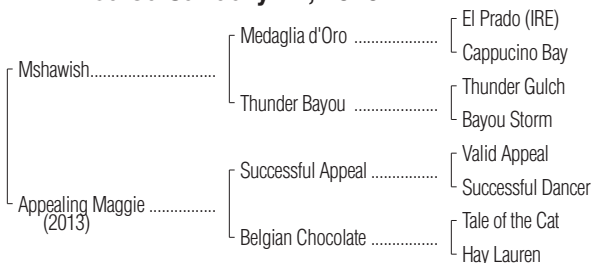 El Prado (IRE)
Medaglia d'Oro ....................
Cappucino Bay
Mshawish..............................
Thunder Gulch
Thunder Bayou ....................
Bayou Storm
Valid Appeal
Successful Appeal ................
Successful Dancer
Appealing Maggie ................
(2013)
Tale of the Cat
Belgian Chocolate ................
Hay Lauren